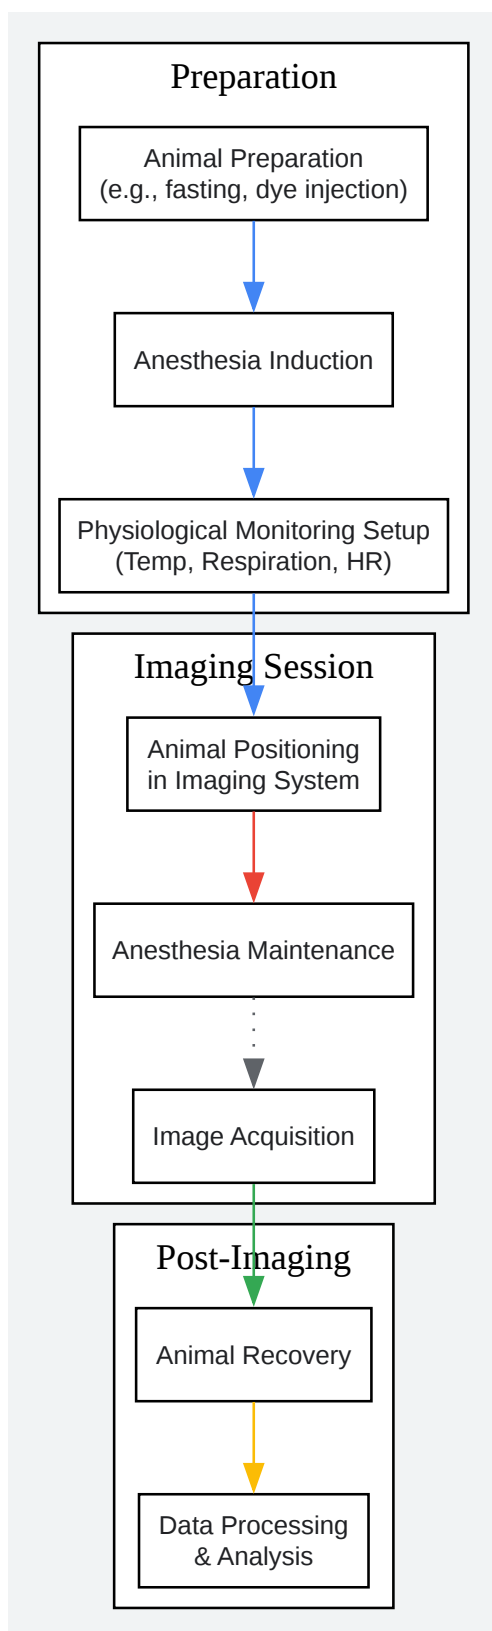 Preparation
Animal Preparation
(e.g., fasting, dye injection)
Anesthesia Induction
Physiological Monitoring Setup
(Temp, Respiration, HR)
Imaging Session
Animal Positioning
in Imaging System
Anesthesia Maintenance
Image Acquisition
Post-Imaging
Animal Recovery
Data Processing
& Analysis